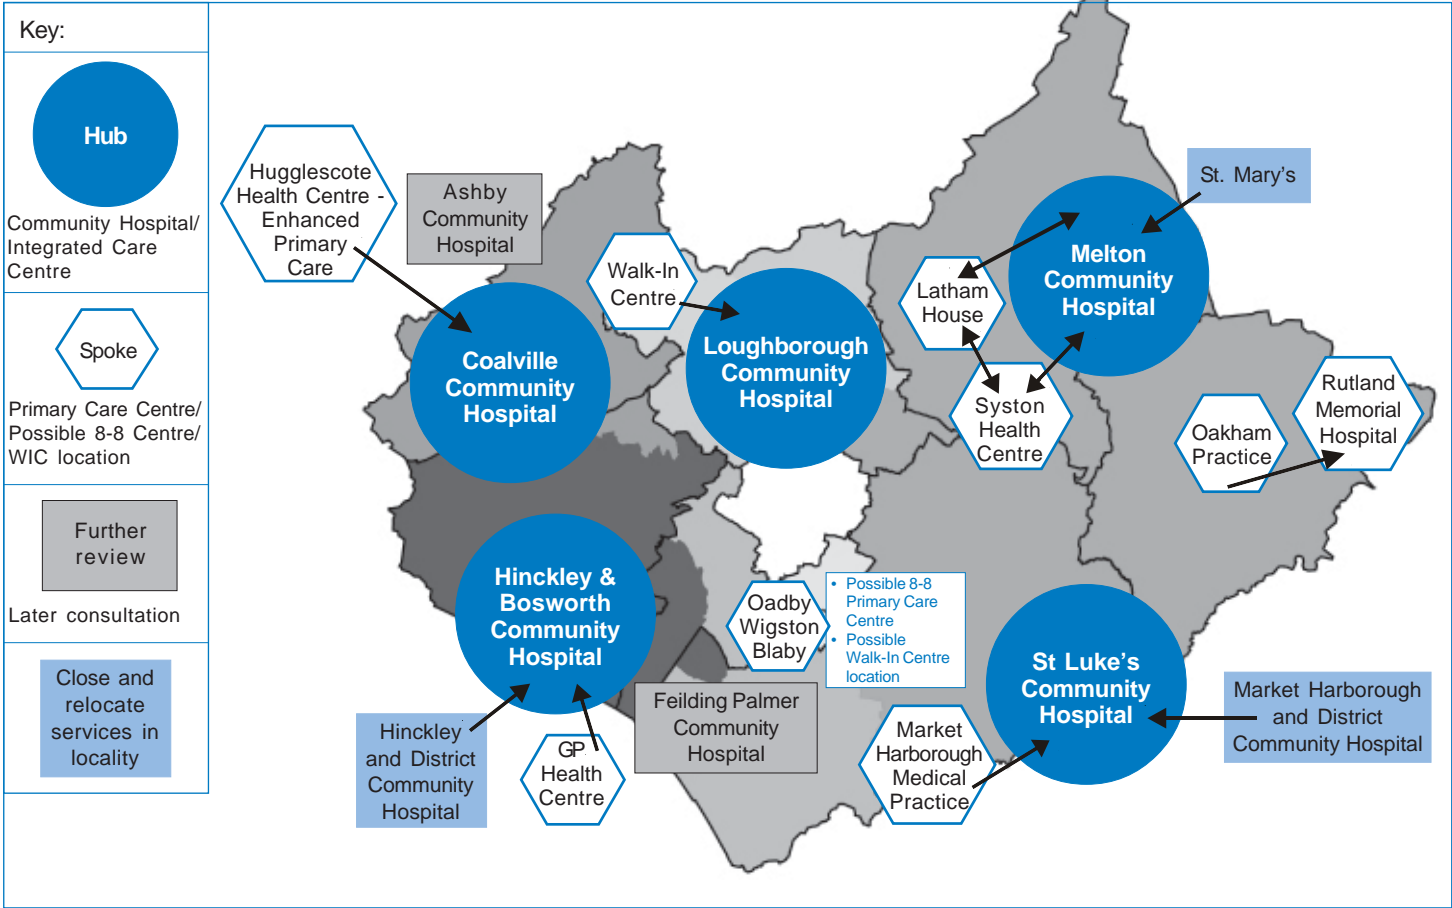 Key:
Hub
Community Hospital/
Integrated Care
Centre
Spoke
Primary Care Centre/
Possible 8-8 Centre/
WIC location
Further
review
Later consultation
Close and
relocate
services in
locality
Hugglescote
Health Centre -
Enhanced
Primary
Care
Ashby
Community
Hospital
Walk-In
Centre
Coalville
Community
Hospital
Loughborough
Community
Hospital
St. Mary's
Melton
Community
Hospital
Latham
House
Syston
Health
Centre
Oakham
Practice
Rutland
Memorial
Hospital
Hinckley &
Bosworth
Community
Hospital
Oadby
Wigston
Blaby
• Possible 8-8
Primary Care
Centre
• Possible
Walk-In Centre
location
Hinckley
and District
Community
Hospital
GP
Health
Centre
Feilding Palmer
Community
Hospital
Market
Harborough
Medical
Practice
St Luke's
Community
Hospital
Market Harborough
and District
Community Hospital